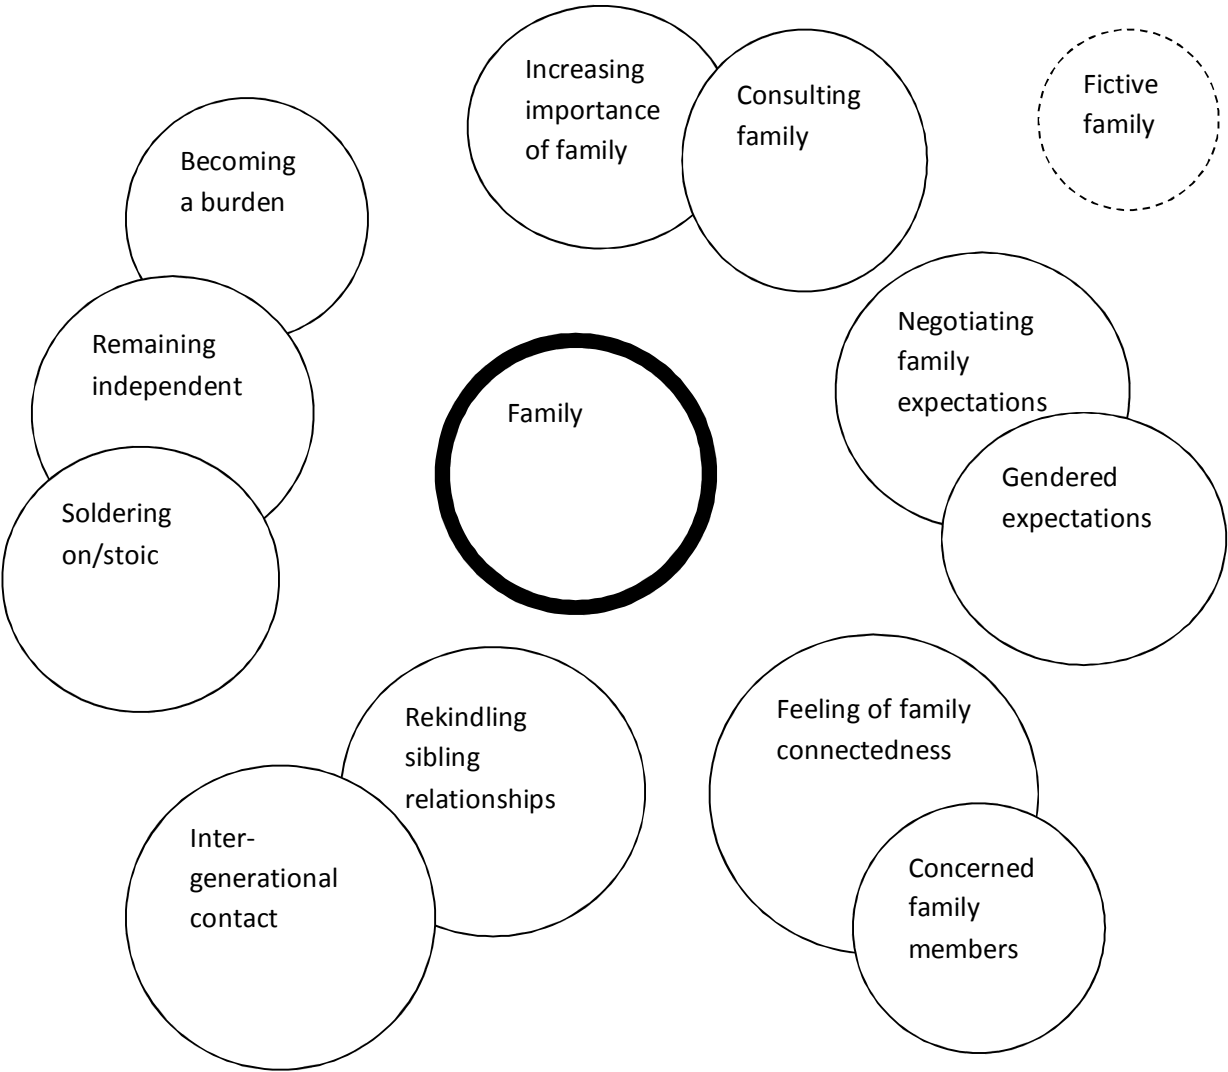 Increasing
importance
of family
Consulting
family
Fictive
family
Becoming
a burden
Remaining
independent
Soldering
on/stoic
Family
Negotiating
family
expectations
Gendered
expectations
Rekindling
sibling
relationships
Inter-
generational
contact
Feeling of family
connectedness
Concerned
family
members